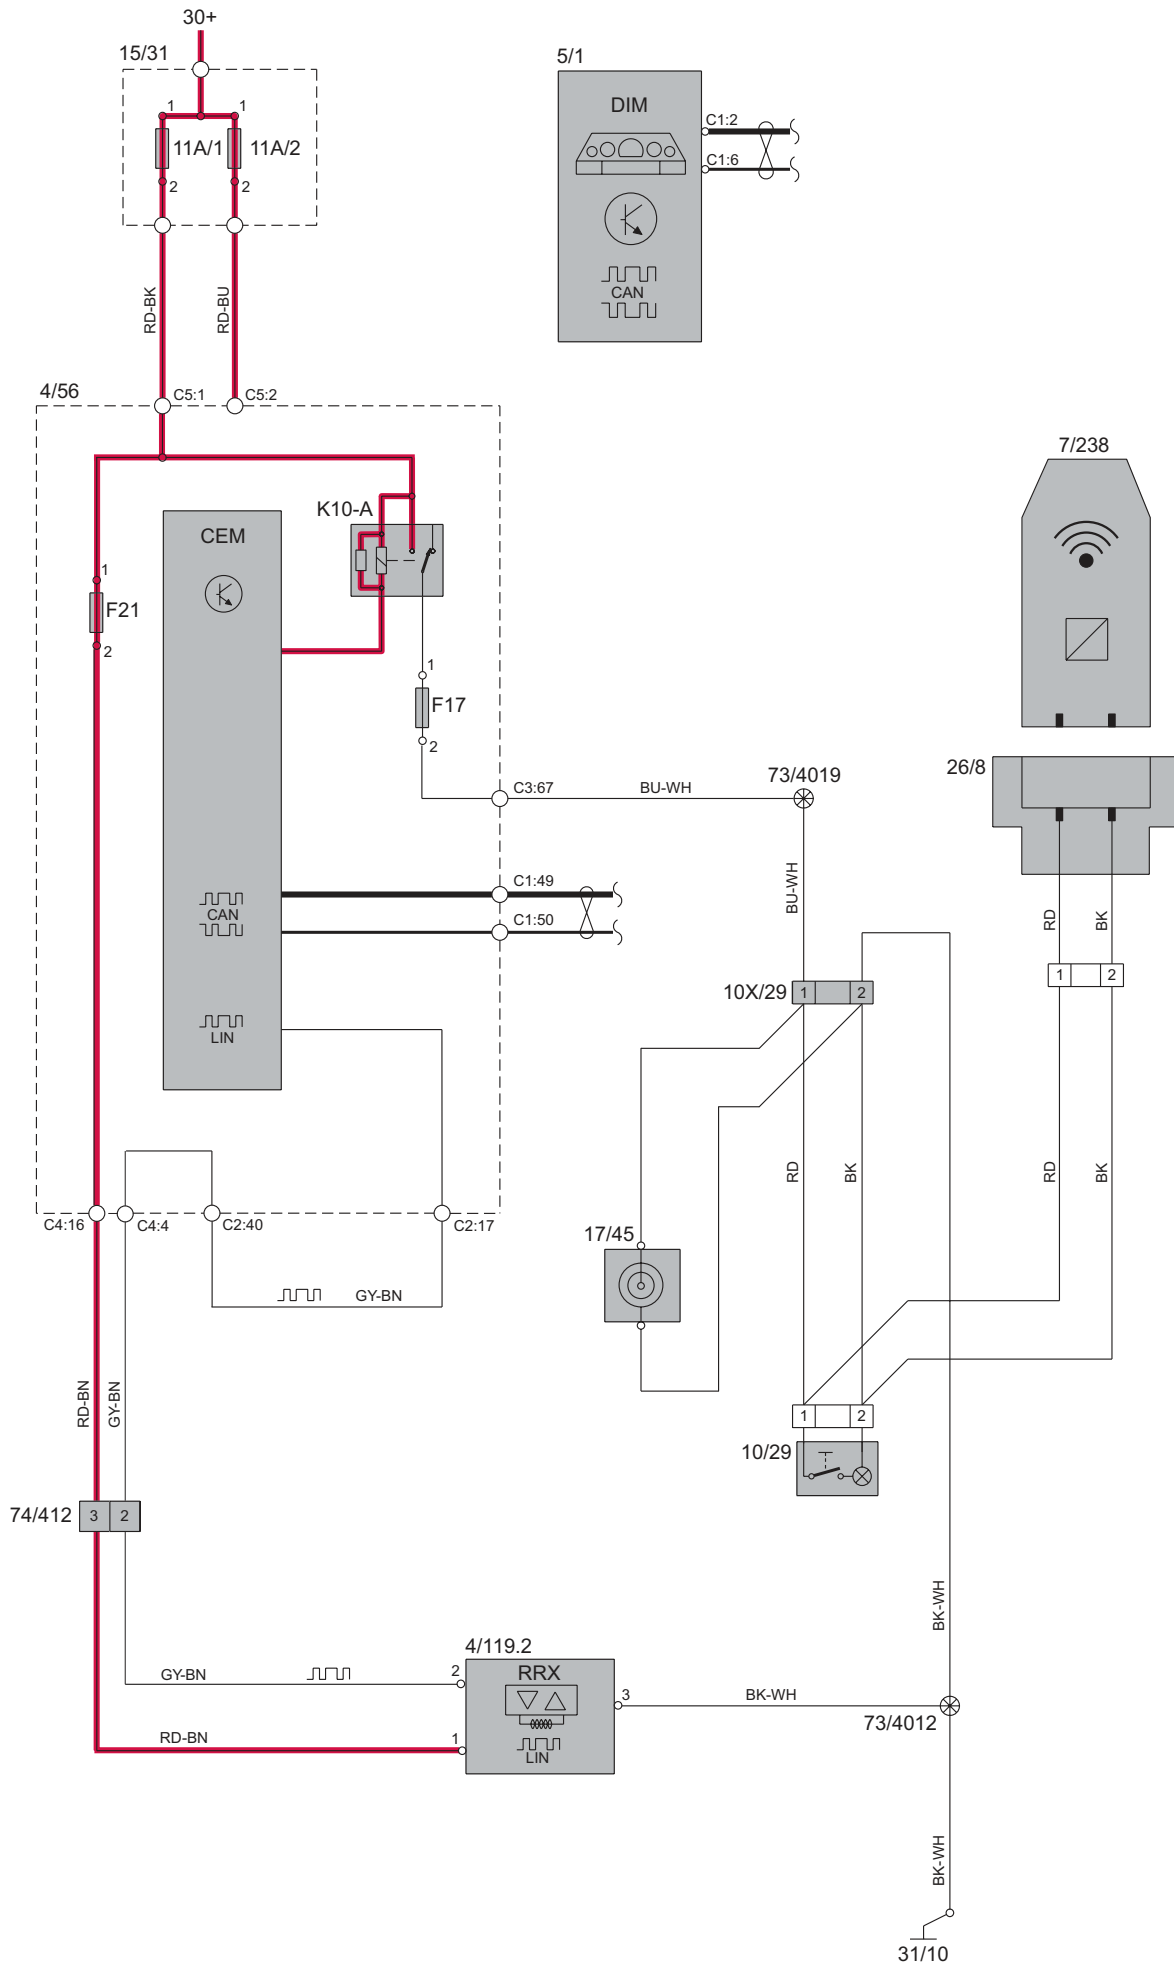 30+
15/31
1
1
11A/1
11A/2
2
2
RD-BK
RD-BU
5/1
DIM
C1:2
C1:6
CAN
4/56
C5:1
C5:2
K10-A
CEM
1
F21
2
1
F17
2
C3:67
BU-WH
73/4019
BU-WH
C1:49
CAN
C1:50
LIN
7/238
26/8
RD
BK
1
2
10X/29
1
2
RD
BK
RD
BK
C4:16
C4:4
C2:40
C2:17
GY-BN
17/45
RD-BN
GY-BN
1
2
10/29
74/412
3
2
BK-WH
4/119.2
GY-BN
2
RRX
3
BK-WH
73/4012
RD-BN
1
LIN
BK-WH
31/10